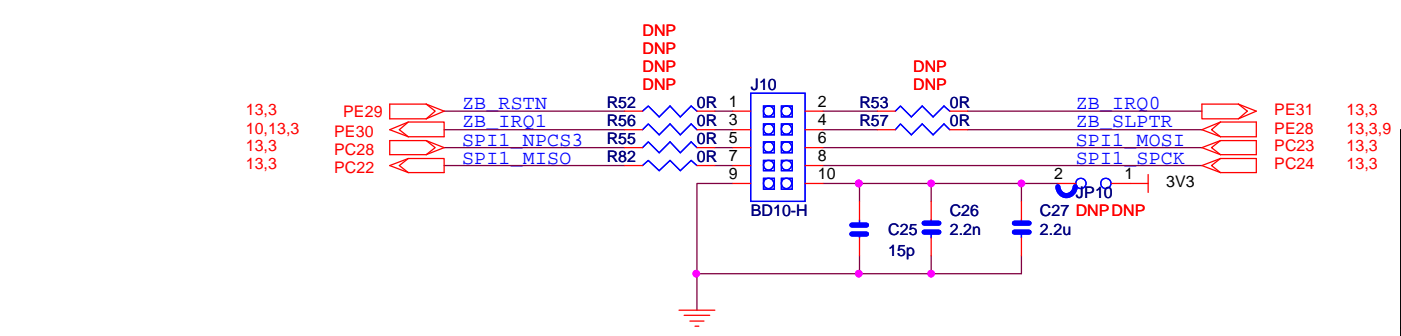 DNP
DNP
DNP
DNP
DNP
DNP
J10
13,3 PE29 ZB_RSTN R52 0R 1 2 R53 0R ZB_IRQ0 PE31 13,3
10,13,3 PE30 ZB_IRQ1 R56 0R 3 4 R57 0R ZB_SLPTR PE28 13,3,9
13,3 PC28 SPI1_NPCS3 R55 0R 5 6 SPI1_MOSI PC23 13,3
13,3 PC22 SPI1_MISO R82 0R 7 8 SPI1_SPCK PC24 13,3
9 10 2 1 3V3
JP10
BD10-H C26 C27 DNP DNP
C25 2.2n 2.2u
15p